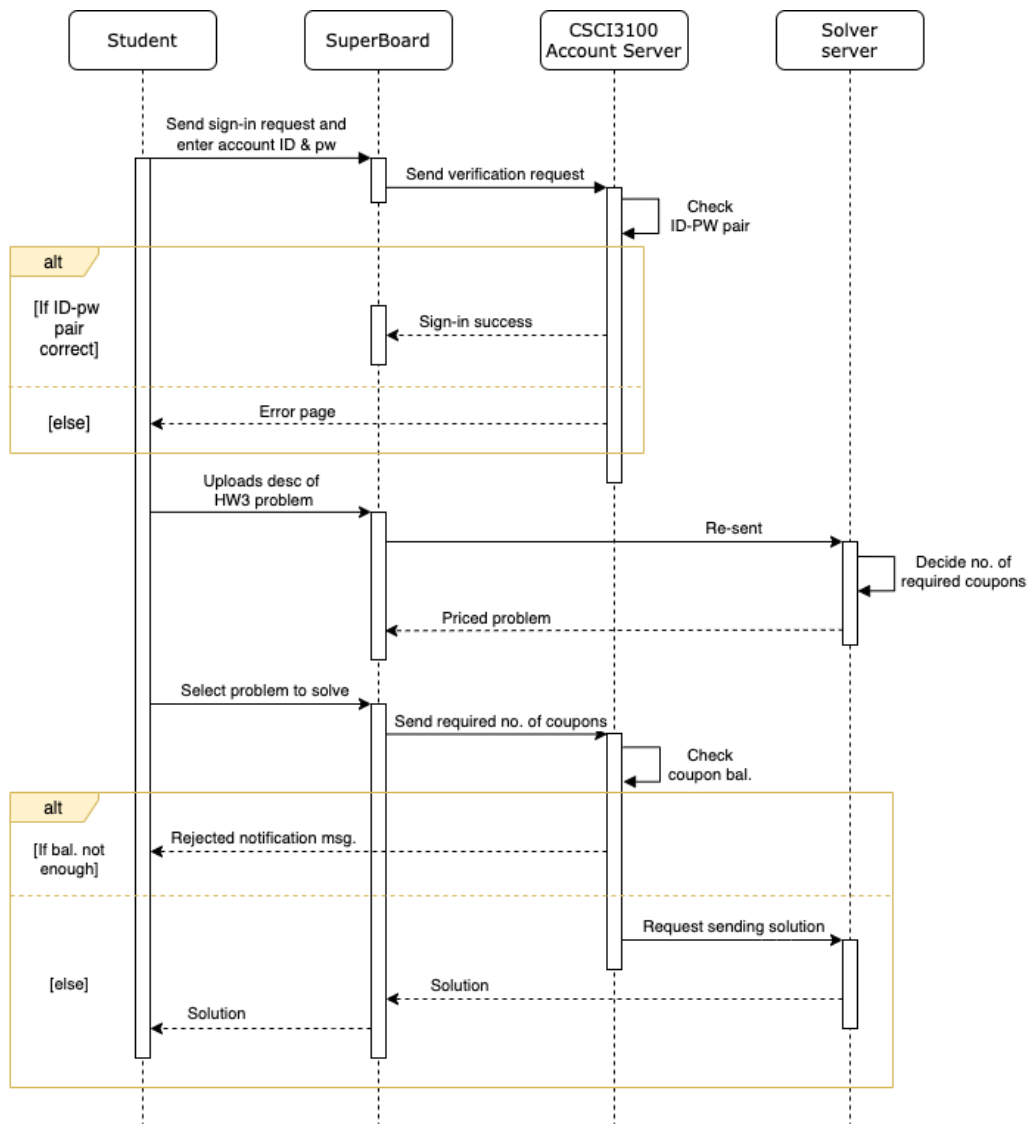 Student
SuperBoard
CSCI3100
Account Server
Solver
server
Send sign-in request and
enter account ID & pw
Send verification request
Check
ID-PW pair
alt
[If ID-pw
pair
correct]
Sign-in success
[else]
Error page
Uploads desc of
HW3 problem
Re-sent
Decide no. of
required coupons
Priced problem
Select problem to solve
Send required no. of coupons
Check
coupon bal.
alt
[If bal. not
enough]
Rejected notification msg.
Request sending solution
[else]
Solution
Solution